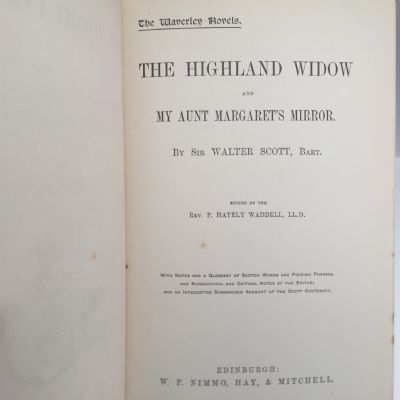 The Waverley Novels.
THE HIGHLAND WIDOW
AND
MY AUNT MARGARET'S MIRROR.
BY SIR WALTER SCOTT, BART.
EDITED BY THE
REV. P. HATELY WADDELL, LL.D.
WITH NOTES AND A GLOSSARY OF SCOTCH WORDS AND FOREIGN PHRASES,
AND BIOGRAPHICAL AND CRITICAL NOTES BY THE EDITOR;
AND AN INTERESTING SUMMARISED ACCOUNT OF THE SCOTT CENTENARY.
EDINBURGH:
W. P. NIMMO, HAY, & MITCHELL.